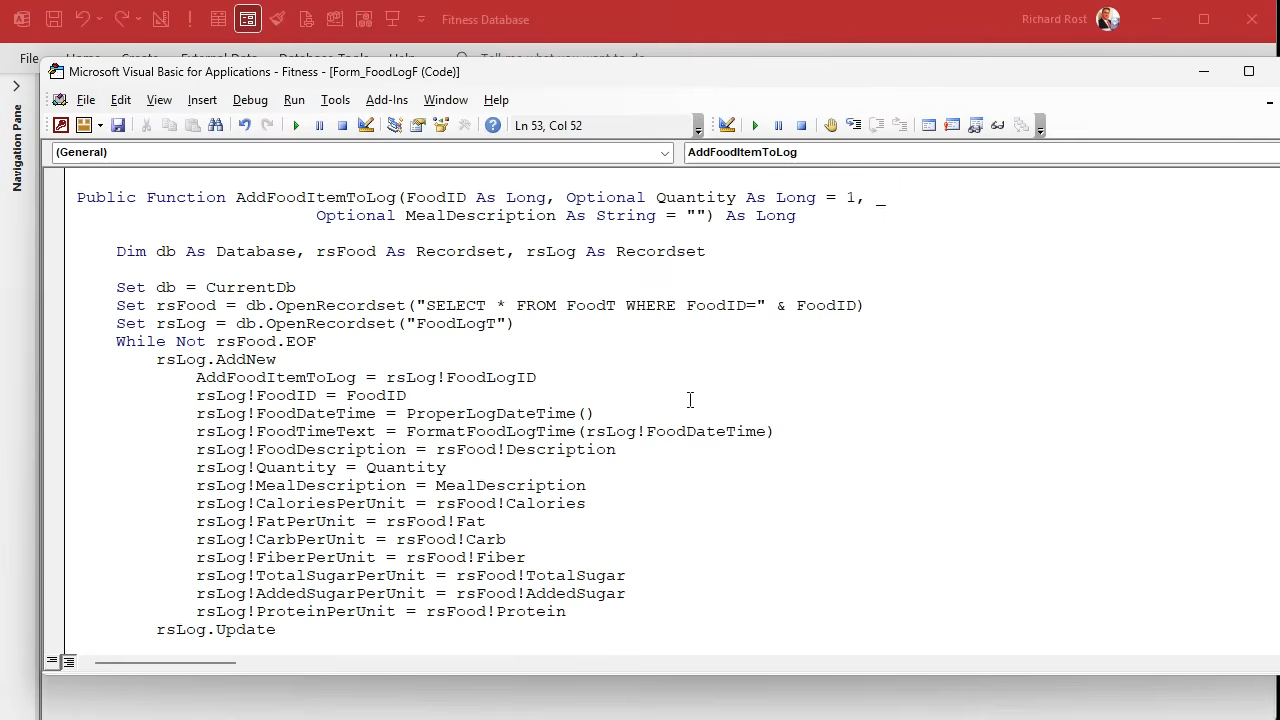 Fitness Database
Richard Rost
File
Microsoft Visual Basic for Applications - Fitness - [Form_FoodLogF (Code)]
File Edit View Insert Debug Run Tools Add-Ins Window Help
Ln 53, Col 52
Navigation Pane
(General) AddFoodItemToLog
Public Function AddFoodItemToLog(FoodID As Long, Optional Quantity As Long = 1, _
Optional MealDescription As String = "") As Long
Dim db As Database, rsFood As Recordset, rsLog As Recordset
Set db = CurrentDb
Set rsFood = db.OpenRecordset("SELECT * FROM FoodT WHERE FoodID=" & FoodID)
Set rsLog = db.OpenRecordset("FoodLogT")
While Not rsFood.EOF
rsLog.AddNew
AddFoodItemToLog = rsLog!FoodLogID
rsLog!FoodID = FoodID
rsLog!FoodDateTime = ProperLogDateTime()
rsLog!FoodTimeText = FormatFoodLogTime(rsLog!FoodDateTime)
rsLog!FoodDescription = rsFood!Description
rsLog!Quantity = Quantity
rsLog!MealDescription = MealDescription
rsLog!CaloriesPerUnit = rsFood!Calories
rsLog!FatPerUnit = rsFood!Fat
rsLog!CarbPerUnit = rsFood!Carb
rsLog!FiberPerUnit = rsFood!Fiber
rsLog!TotalSugarPerUnit = rsFood!TotalSugar
rsLog!AddedSugarPerUnit = rsFood!AddedSugar
rsLog!ProteinPerUnit = rsFood!Protein
rsLog.Update